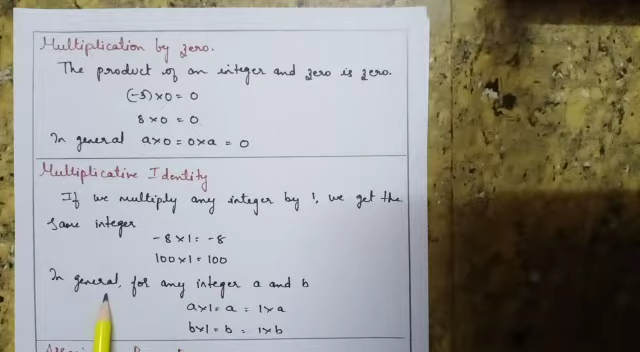 Multiplication by zero.
The product of an integer and zero is zero.
(-5) × 0 = 0
8 × 0 = 0
In general a×0 = 0×a = 0
Multiplicative Identity
If we multiply any integer by 1, we get the
same integer
-8 × 1 = -8
100×1 = 100
In general, for any integer a and b
a×1 = a = 1×a
b×1 = b = 1×b